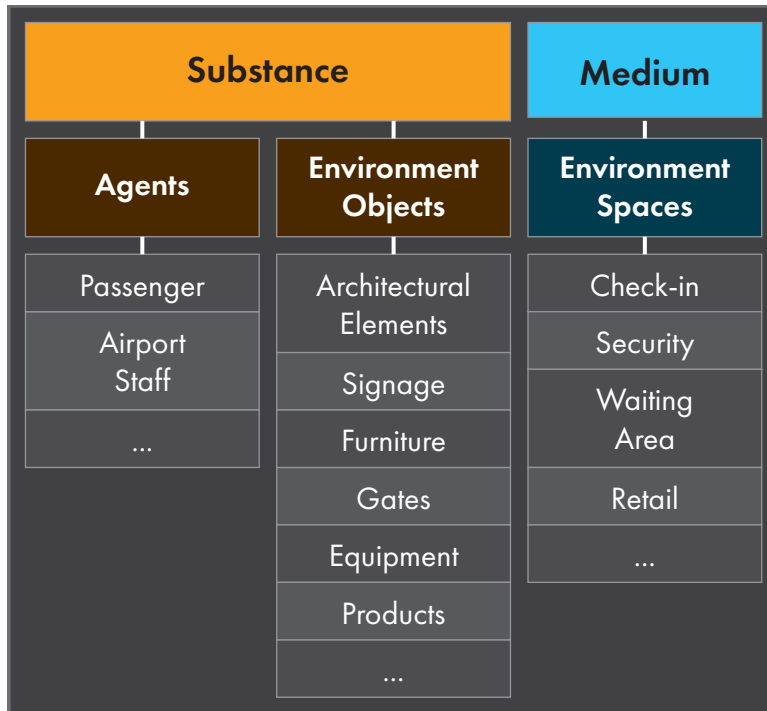 Substance
Medium
Agents
Environment
Objects
Environment
Spaces
Passenger
Airport
Staff
...
Architectural
Elements
Signage
Furniture
Gates
Equipment
Products
...
Check-in
Security
Waiting
Area
Retail
...